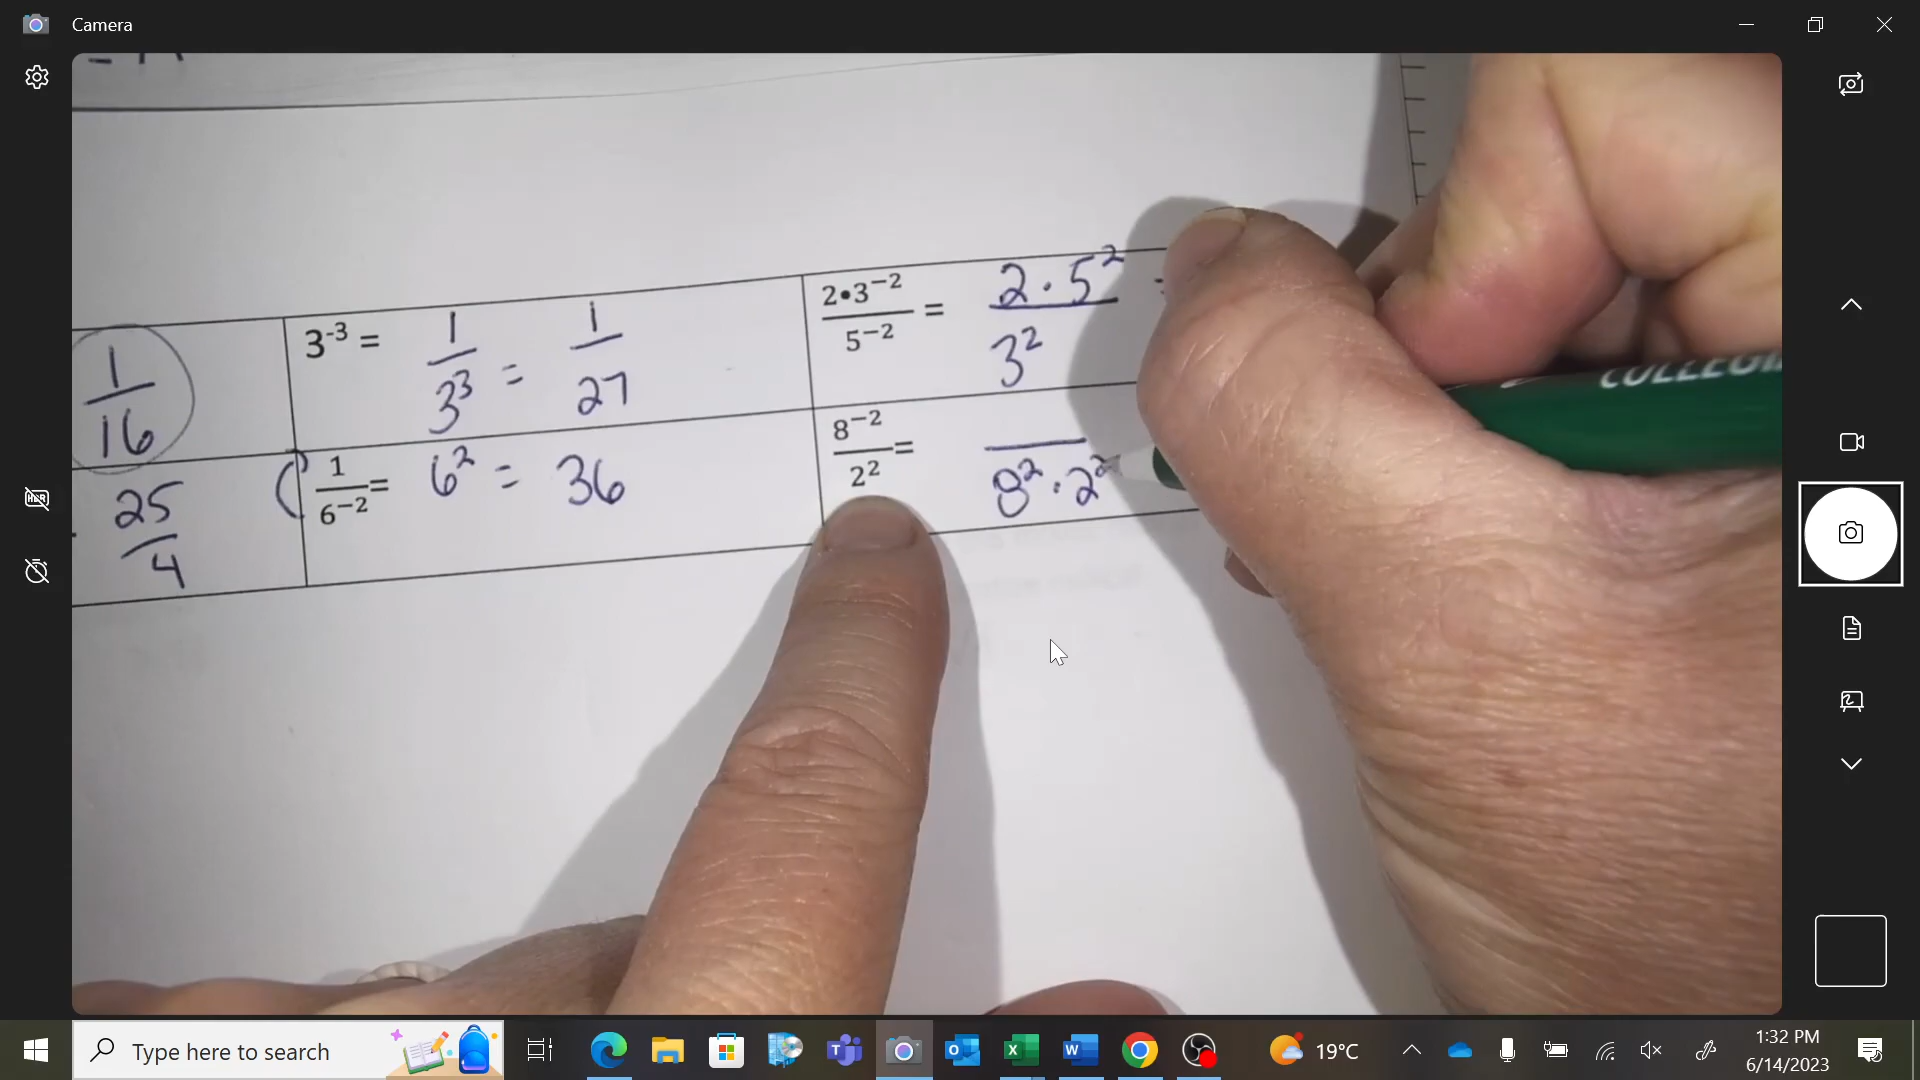 Camera
1/16
3^-3 = 1/3^3 = 1/27
2•3^-2/5^-2 = 2·5^2/3^2
25/4
(1/6^-2 = 6^2 = 36
8^-2/2^2 = /8^2·2^2
Type here to search
19°C
1:32 PM
6/14/2023